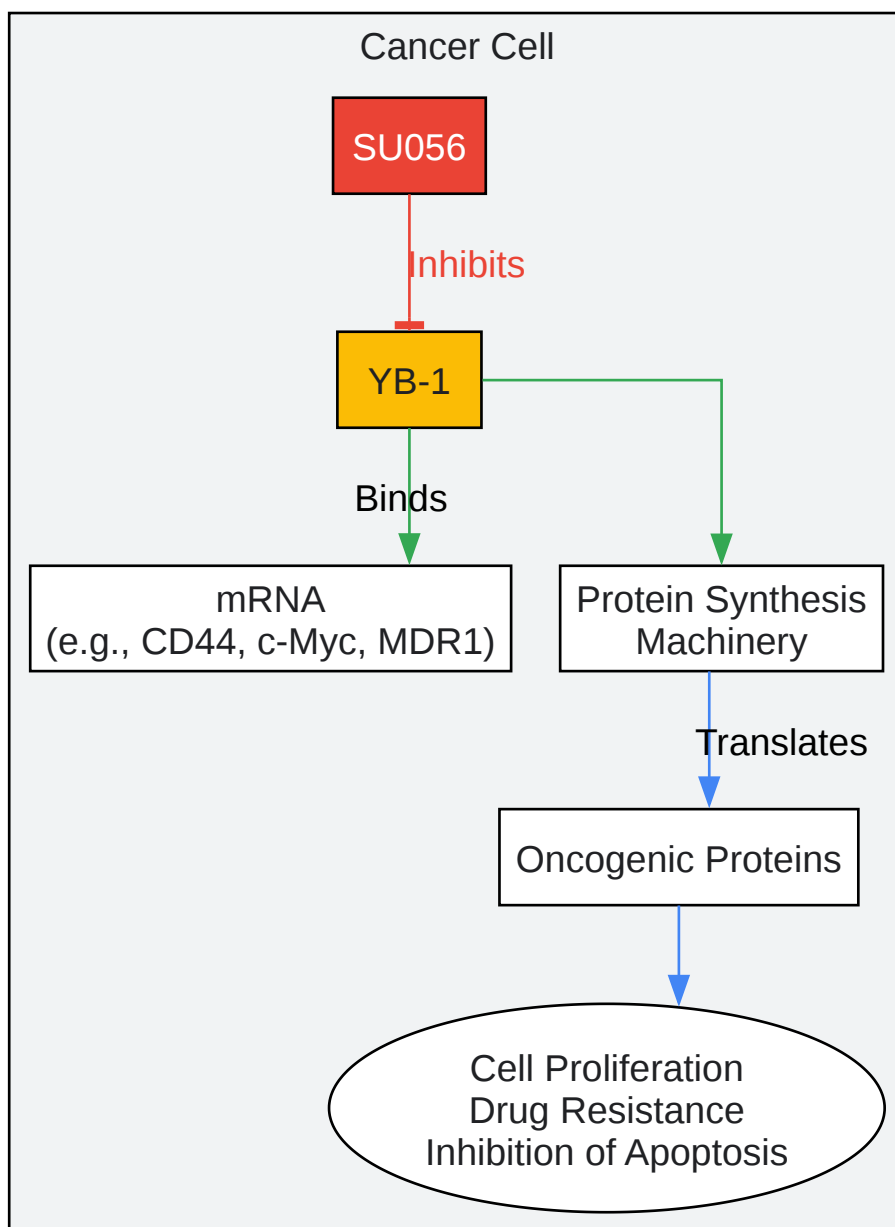 Cancer Cell
SU056
Inhibits
YB-1
Binds
mRNA
(e.g., CD44, c-Myc, MDR1)
Protein Synthesis
Machinery
Translates
Oncogenic Proteins
Cell Proliferation
Drug Resistance
Inhibition of Apoptosis